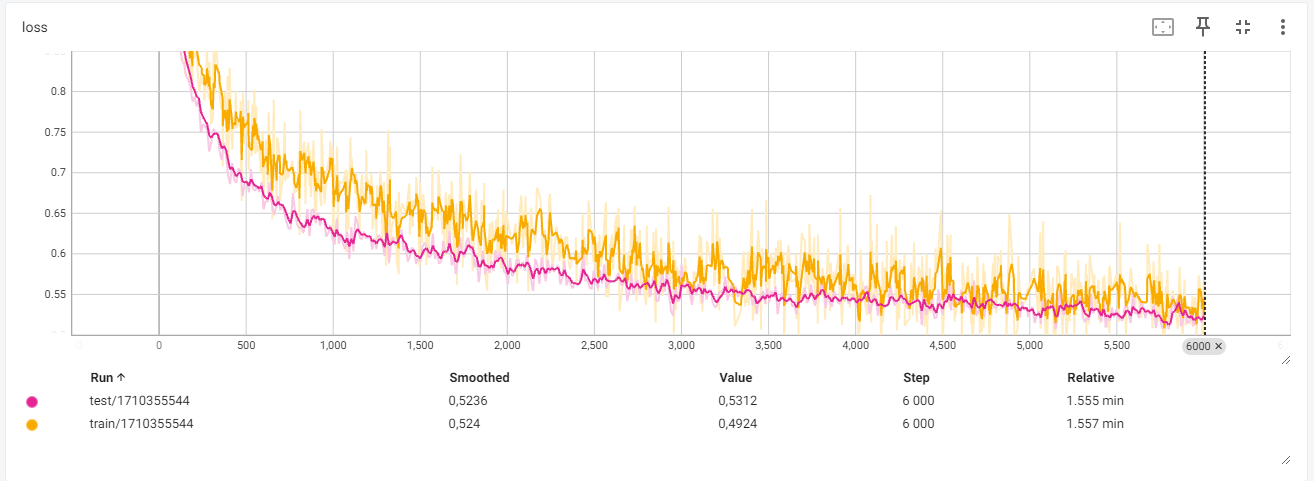 loss
0.8
0.75
0.7
0.65
0.6
0.55
0 500 1,000 1,500 2,000 2,500 3,000 3,500 4,000 4,500 5,000 5,500 6000 ✕
Run ↑ Smoothed Value Step Relative
test/1710355544 0,5236 0,5312 6 000 1.555 min
train/1710355544 0,524 0,4924 6 000 1.557 min